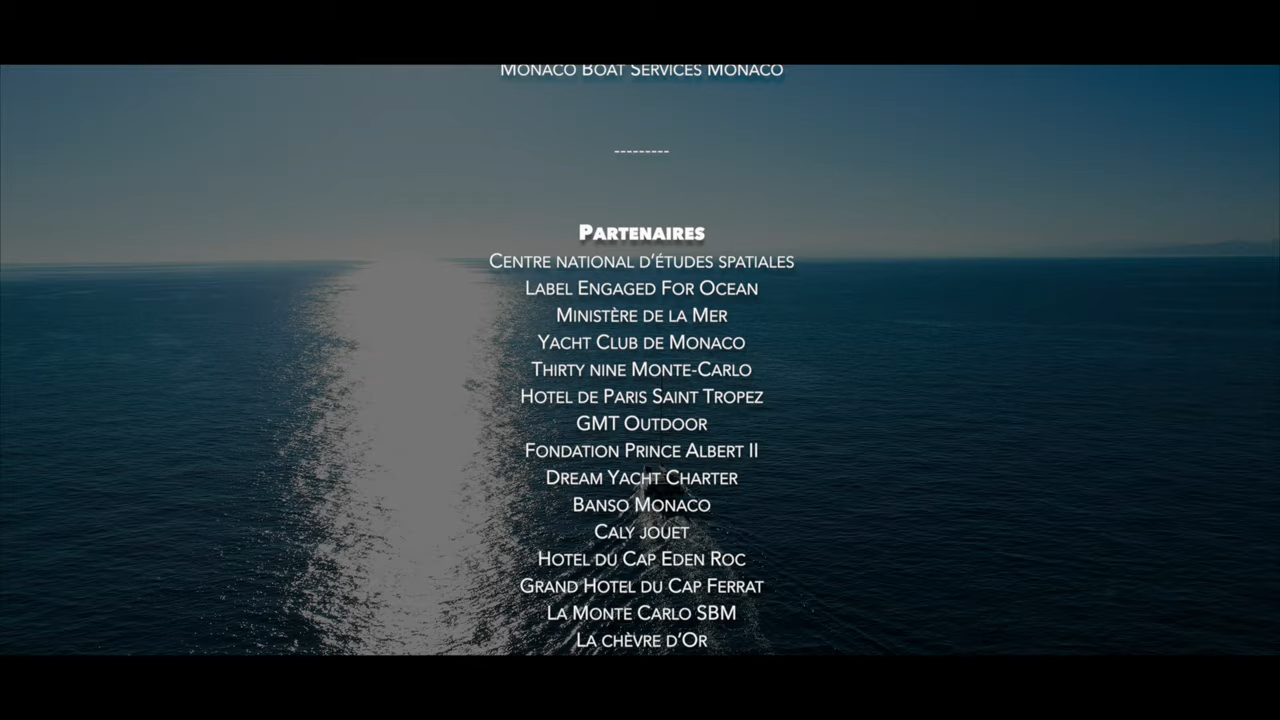 MONACO BOAT SERVICES MONACO
---------
PARTENAIRES
CENTRE NATIONAL D'ÉTUDES SPATIALES
LABEL ENGAGED FOR OCEAN
MINISTÈRE DE LA MER
YACHT CLUB DE MONACO
THIRTY NINE MONTE-CARLO
HOTEL DE PARIS SAINT TROPEZ
GMT OUTDOOR
FONDATION PRINCE ALBERT II
DREAM YACHT CHARTER
BANSO MONACO
CALY JOUET
HOTEL DU CAP EDEN ROC
GRAND HOTEL DU CAP FERRAT
LA MONTE CARLO SBM
LA CHÈVRE D'OR